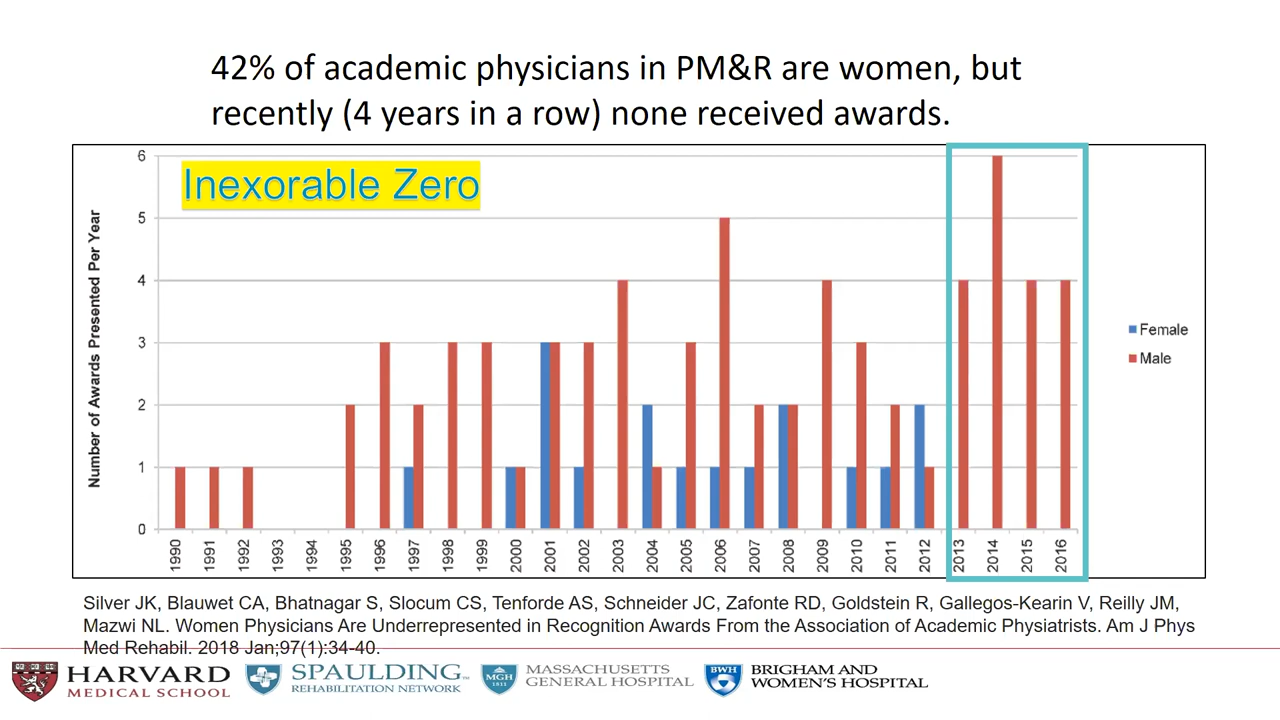 42% of academic physicians in PM&R are women, but
recently (4 years in a row) none received awards.
Inexorable Zero
Number of Awards Presented Per Year
6
5
4
3
2
1
0
1990
1991
1992
1993
1994
1995
1996
1997
1998
1999
2000
2001
2002
2003
2004
2005
2006
2007
2008
2009
2010
2011
2012
2013
2014
2015
2016
Female
Male
Silver JK, Blauwet CA, Bhatnagar S, Slocum CS, Tenforde AS, Schneider JC, Zafonte RD, Goldstein R, Gallegos-Kearin V, Reilly JM,
Mazwi NL. Women Physicians Are Underrepresented in Recognition Awards From the Association of Academic Physiatrists. Am J Phys
Med Rehabil. 2018 Jan;97(1):34-40.
HARVARD
MEDICAL SCHOOL
SPAULDING™
REHABILITATION NETWORK
MGH
1811
MASSACHUSETTS
GENERAL HOSPITAL
BWH
BRIGHAM AND
WOMEN'S HOSPITAL